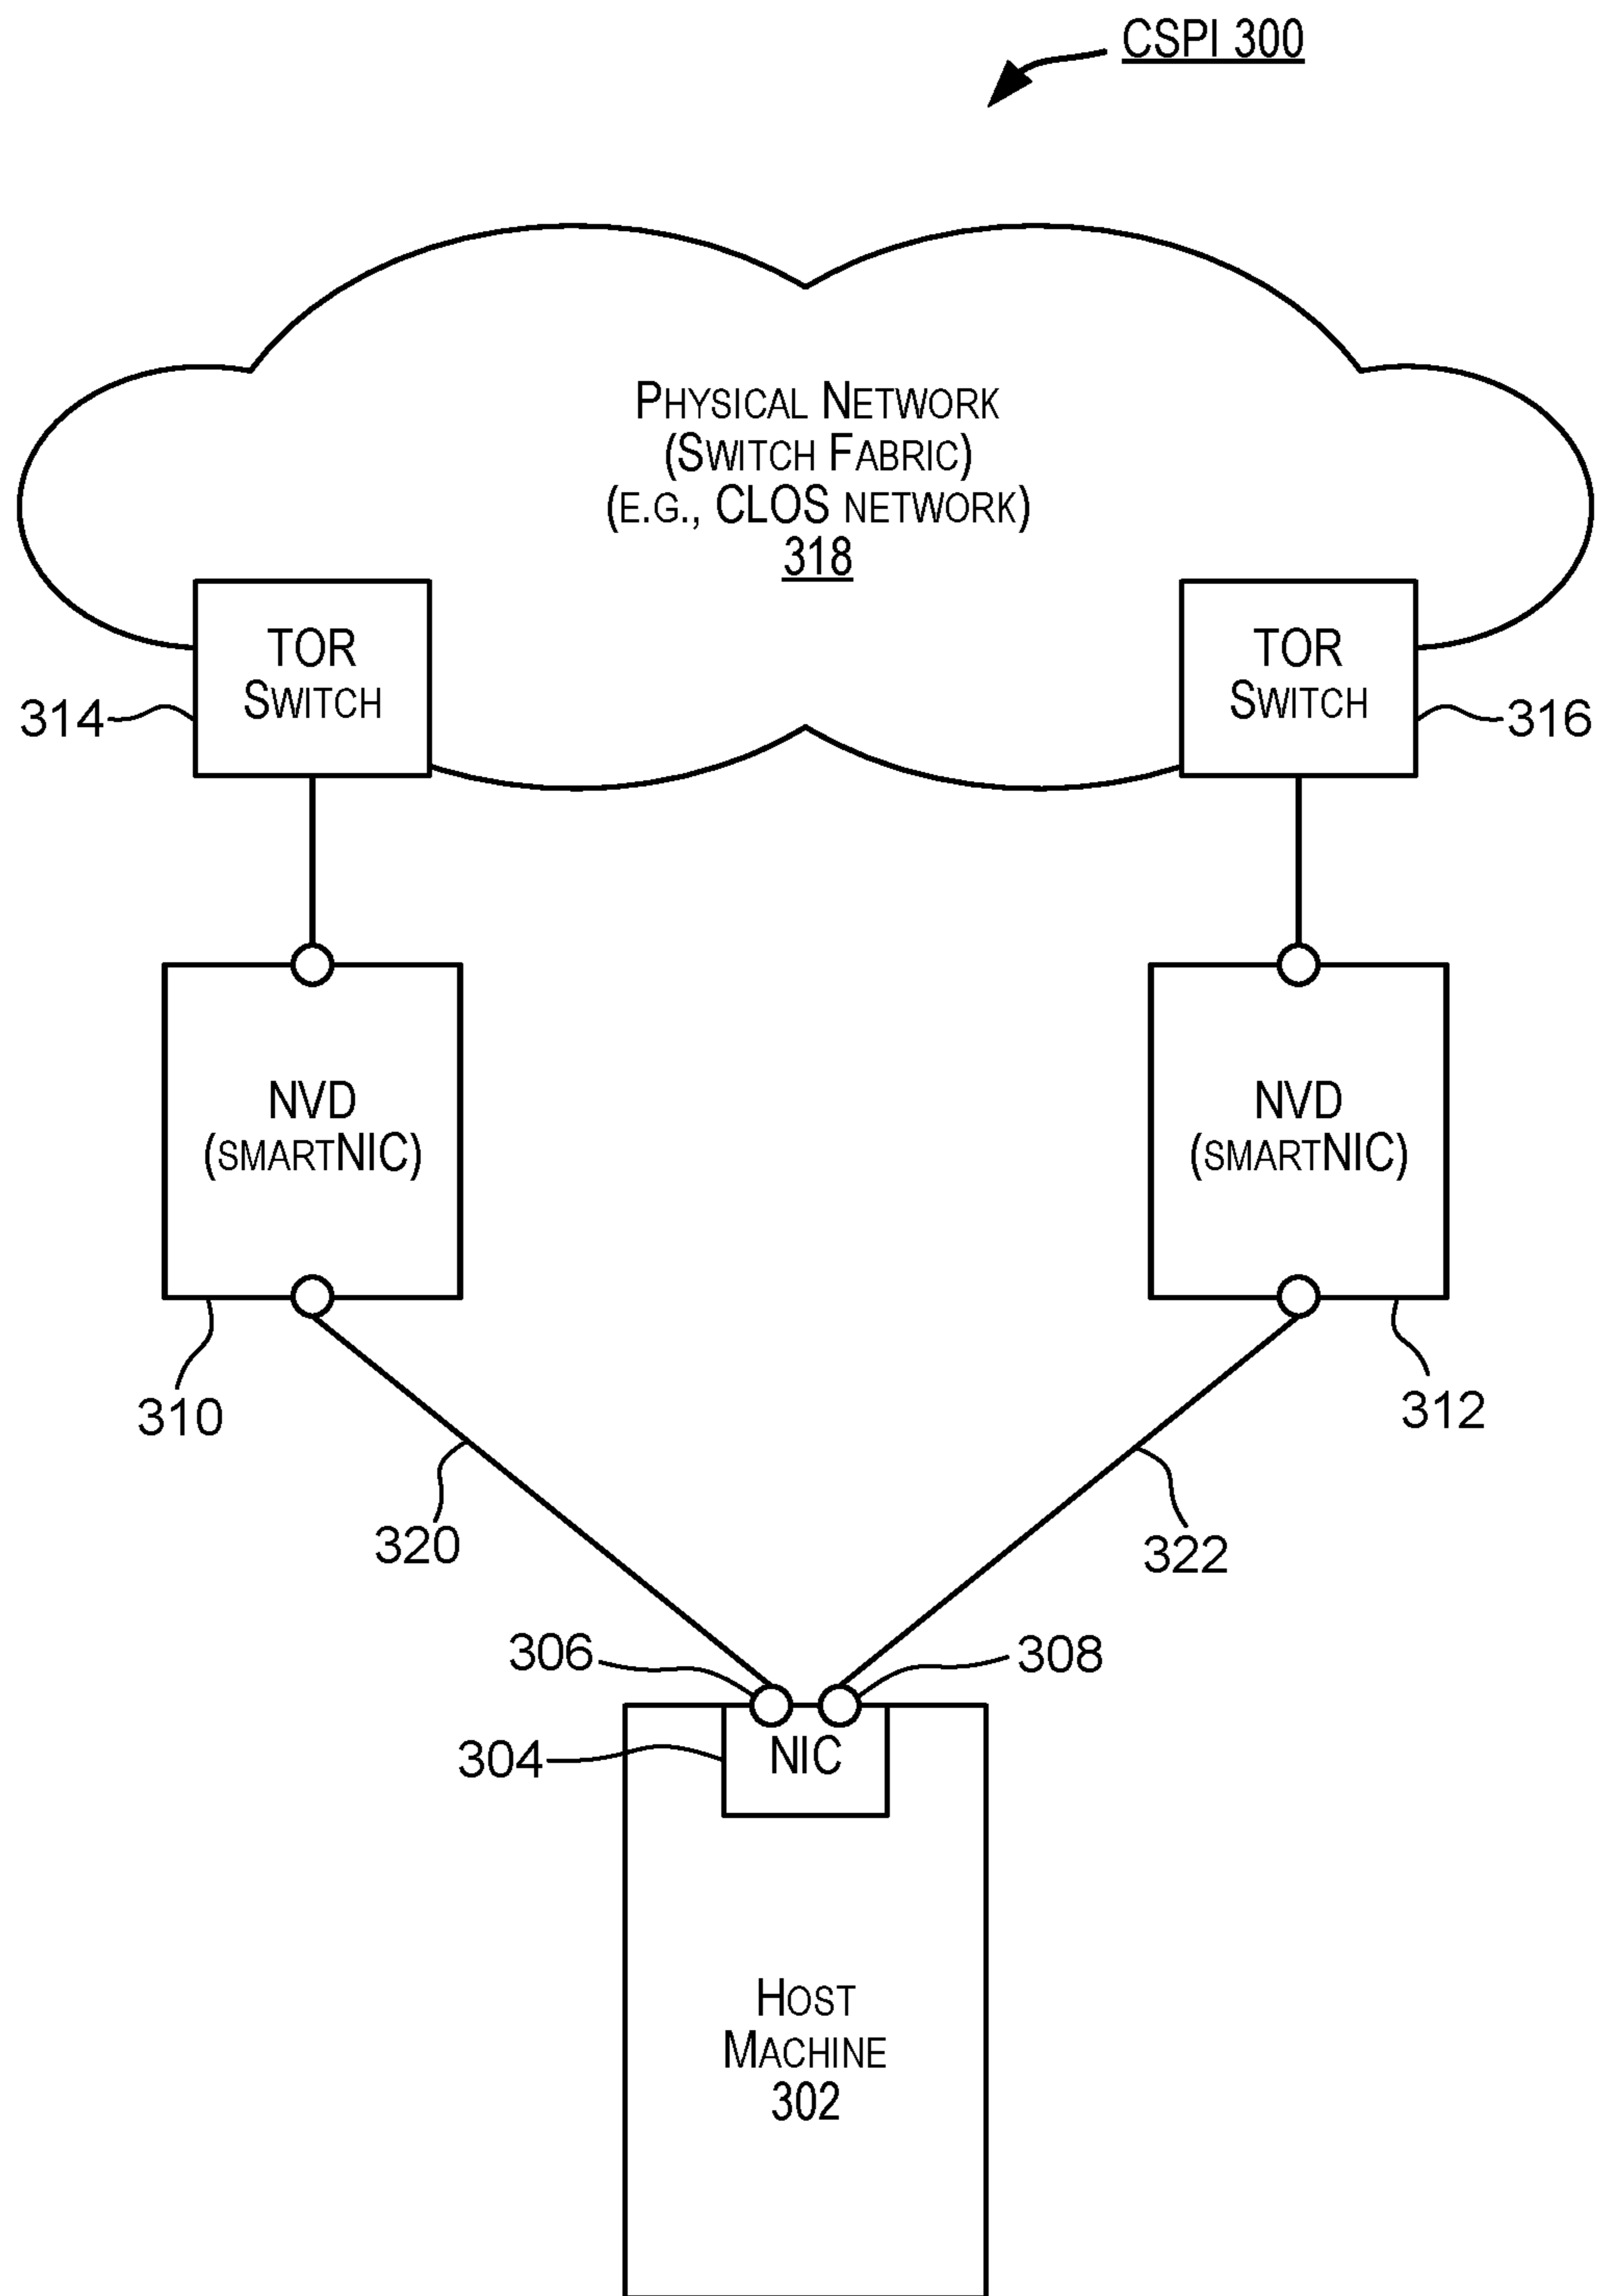 CSPI 300
PHYSICAL NETWORK
(SWITCH FABRIC)
(E.G., CLOS NETWORK)
318
TOR
SWITCH
314
TOR
SWITCH
316
NVD
(SMARTNIC)
310
NVD
(SMARTNIC)
312
320
322
306
308
304
NIC
HOST
MACHINE
302